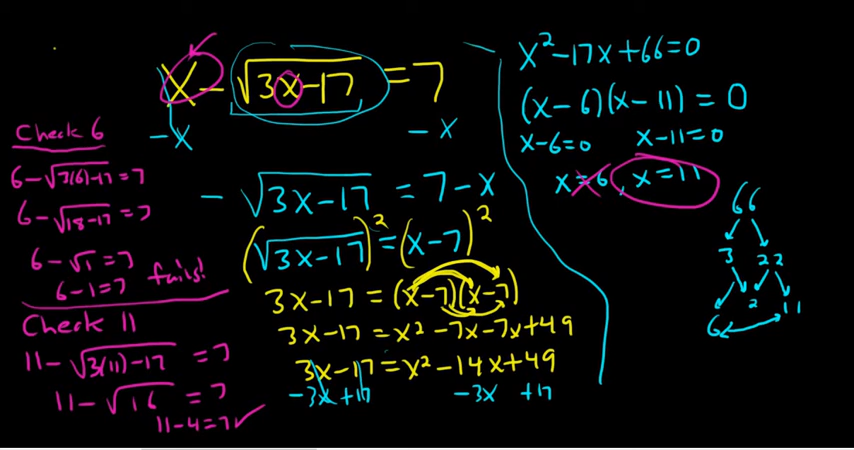 x - √3x-17 = 7
-x -x
-√3x-17 = 7-x
(√3x-17)² = (x-7)²
3x-17 = (x-7)(x-7)
3x-17 = x² -7x-7x+49
3x-17 = x² -14x+49
-3x +17 -3x +17
Check 6
6-√3(6)-17 = 7
6-√18-17 = 7
6-√1 = 7
6-1=7 fails!
Check 11
11-√3(11)-17 = 7
11-√16 = 7
11-4=7✓
x²-17x+66=0
(x-6)(x-11) = 0
x-6=0 x-11=0
x=6, x=11
66
3 22
2
6 11